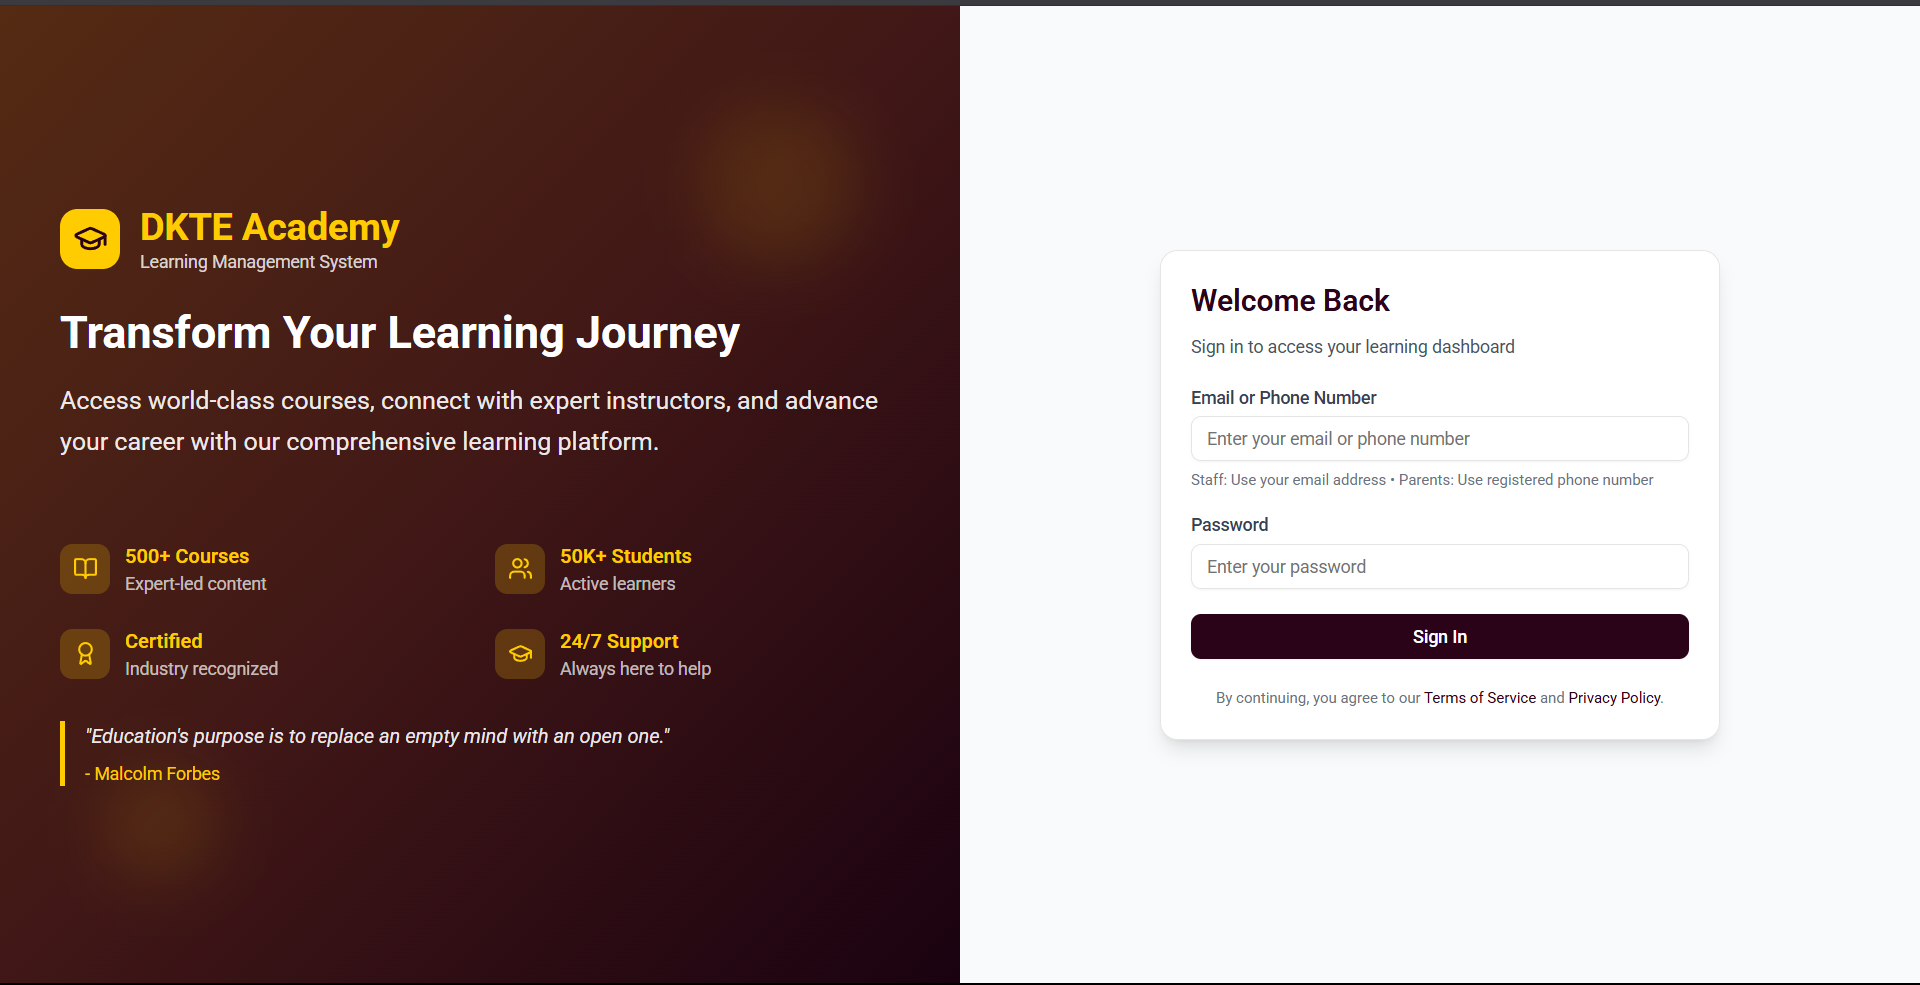 DKTE Academy
Learning Management System
Transform Your Learning Journey
Access world-class courses, connect with expert instructors, and advance
your career with our comprehensive learning platform.
500+ Courses
Expert-led content
50K+ Students
Active learners
Certified
Industry recognized
24/7 Support
Always here to help
"Education's purpose is to replace an empty mind with an open one."
- Malcolm Forbes
Welcome Back
Sign in to access your learning dashboard
Email or Phone Number
Enter your email or phone number
Staff: Use your email address • Parents: Use registered phone number
Password
Enter your password
Sign In
By continuing, you agree to our Terms of Service and Privacy Policy.